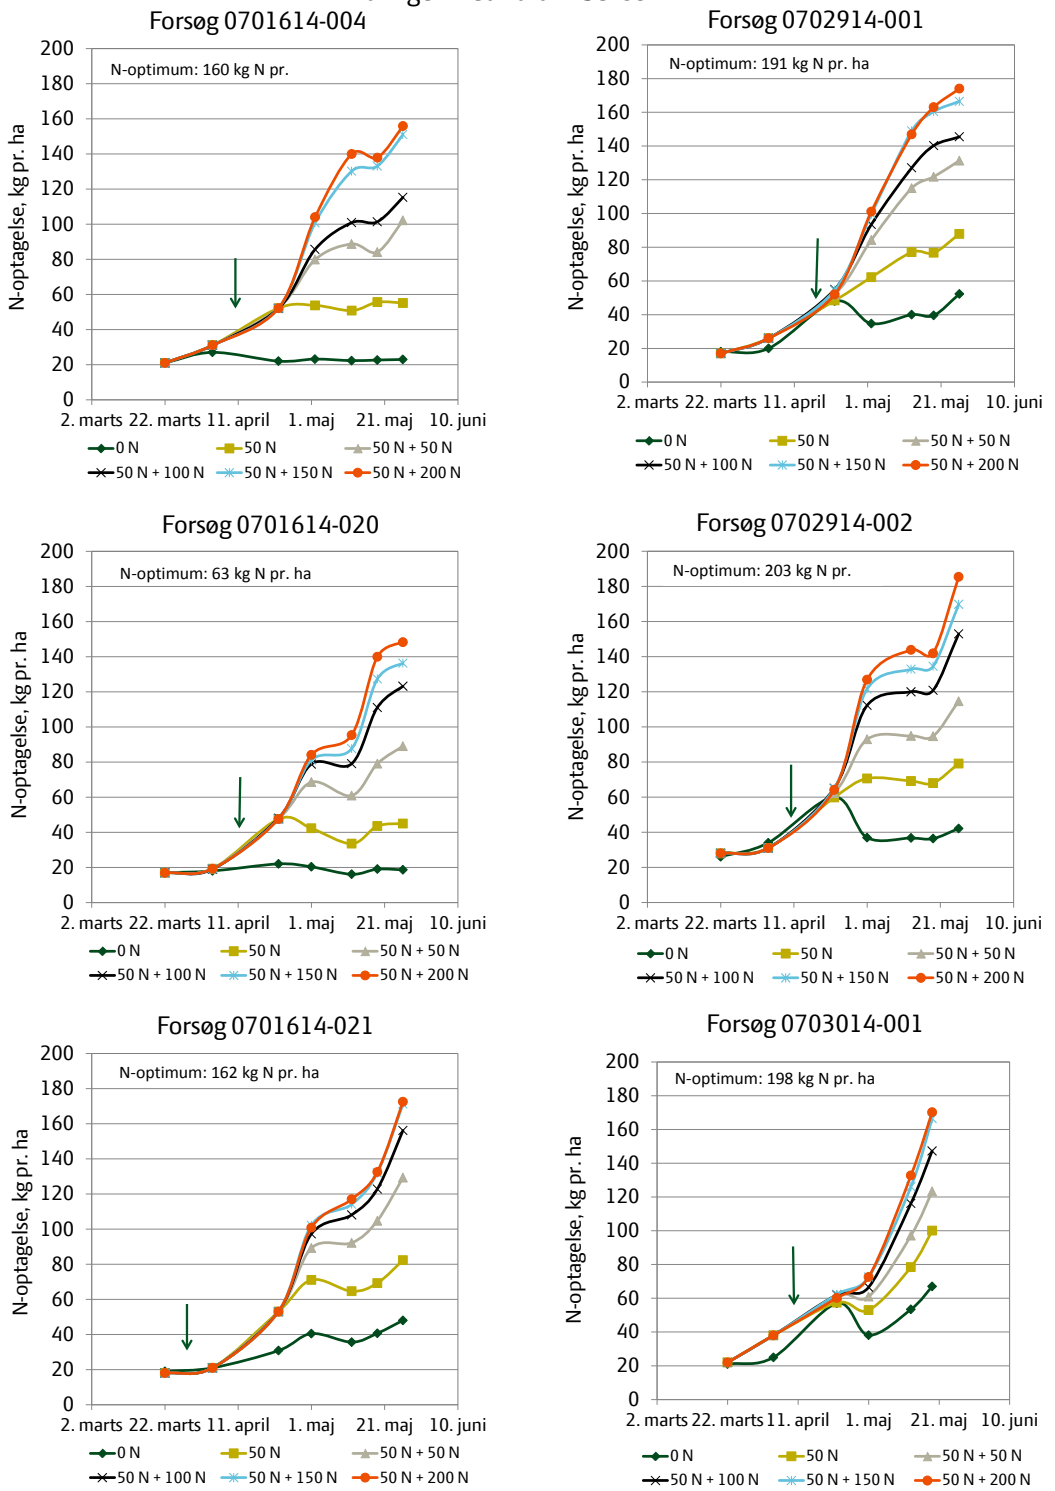 Forsøg 0701614-004
N-optimum: 160 kg N pr.
N-optagelse, kg pr. ha
200
180
160
140
120
100
80
60
40
20
0
2. marts 22. marts 11. april 1. maj 21. maj 10. juni
0 N 50 N 50 N + 50 N
50 N + 100 N 50 N + 150 N 50 N + 200 N
Forsøg 0702914-001
N-optimum: 191 kg N pr. ha
N-optagelse, kg pr. ha
200
180
160
140
120
100
80
60
40
20
0
2. marts 22. marts 11. april 1. maj 21. maj 10. juni
0 N 50 N 50 N + 50 N
50 N + 100 N 50 N + 150 N 50 N + 200 N
Forsøg 0701614-020
N-optimum: 63 kg N pr. ha
N-optagelse, kg pr. ha
200
180
160
140
120
100
80
60
40
20
0
2. marts 22. marts 11. april 1. maj 21. maj 10. juni
0 N 50 N 50 N + 50 N
50 N + 100 N 50 N + 150 N 50 N + 200 N
Forsøg 0702914-002
N-optimum: 203 kg N pr.
N-optagelse, kg pr. ha
200
180
160
140
120
100
80
60
40
20
0
2. marts 22. marts 11. april 1. maj 21. maj 10. juni
0 N 50 N 50 N + 50 N
50 N + 100 N 50 N + 150 N 50 N + 200 N
Forsøg 0701614-021
N-optimum: 162 kg N pr. ha
N-optagelse, kg pr. ha
200
180
160
140
120
100
80
60
40
20
0
2. marts 22. marts 11. april 1. maj 21. maj 10. juni
0 N 50 N 50 N + 50 N
50 N + 100 N 50 N + 150 N 50 N + 200 N
Forsøg 0703014-001
N-optimum: 198 kg N pr. ha
N-optagelse, kg pr. ha
200
180
160
140
120
100
80
60
40
20
0
2. marts 22. marts 11. april 1. maj 21. maj 10. juni
0 N 50 N 50 N + 50 N
50 N + 100 N 50 N + 150 N 50 N + 200 N